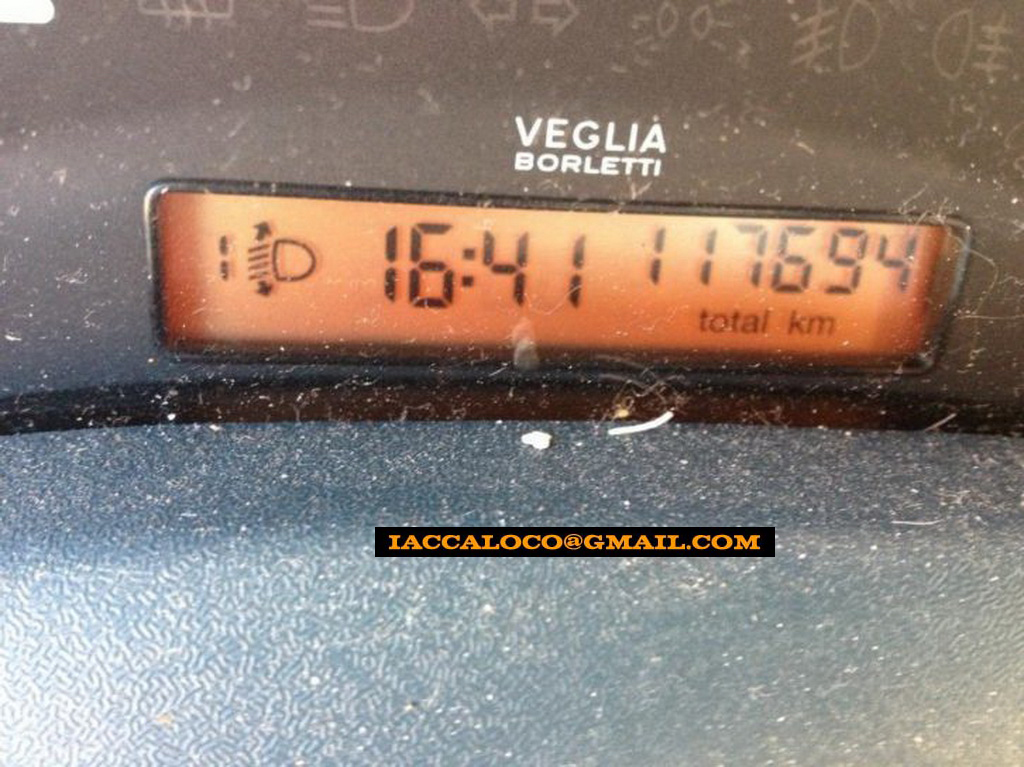 VEGLIA
BORLETTI
16:41 117694
total km
IACCALOCO@GMAIL.COM